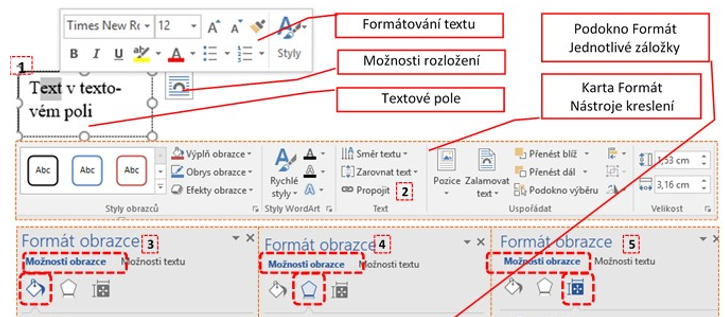 Times New Ro 12 A A
Styly
B I U aby A
1
Text v texto-
vém poli
Formátování textu
Možnosti rozložení
Textové pole
Podokno Formát
Jednotlivé záložky
Karta Formát
Nástroje kreslení
Abc Abc Abc
Výplň obrazce
Obrys obrazce
Efekty obrazce
Styly obrazců
Rychlé
styly
A
A
A
Styly WordArt
Směr textu
Zarovnat text
Propojit
2
Text
Pozice
Zalamovat
text
Přenést blíž
Přenést dál
Podokno výběru
Uspořádat
1,53 cm
3,16 cm
Velikost
Formát obrazce 3
Možnosti obrazce Možnosti textu
Formát obrazce 4
Možnosti obrazce Možnosti textu
Formát obrazce 5
Možnosti obrazce Možnosti textu